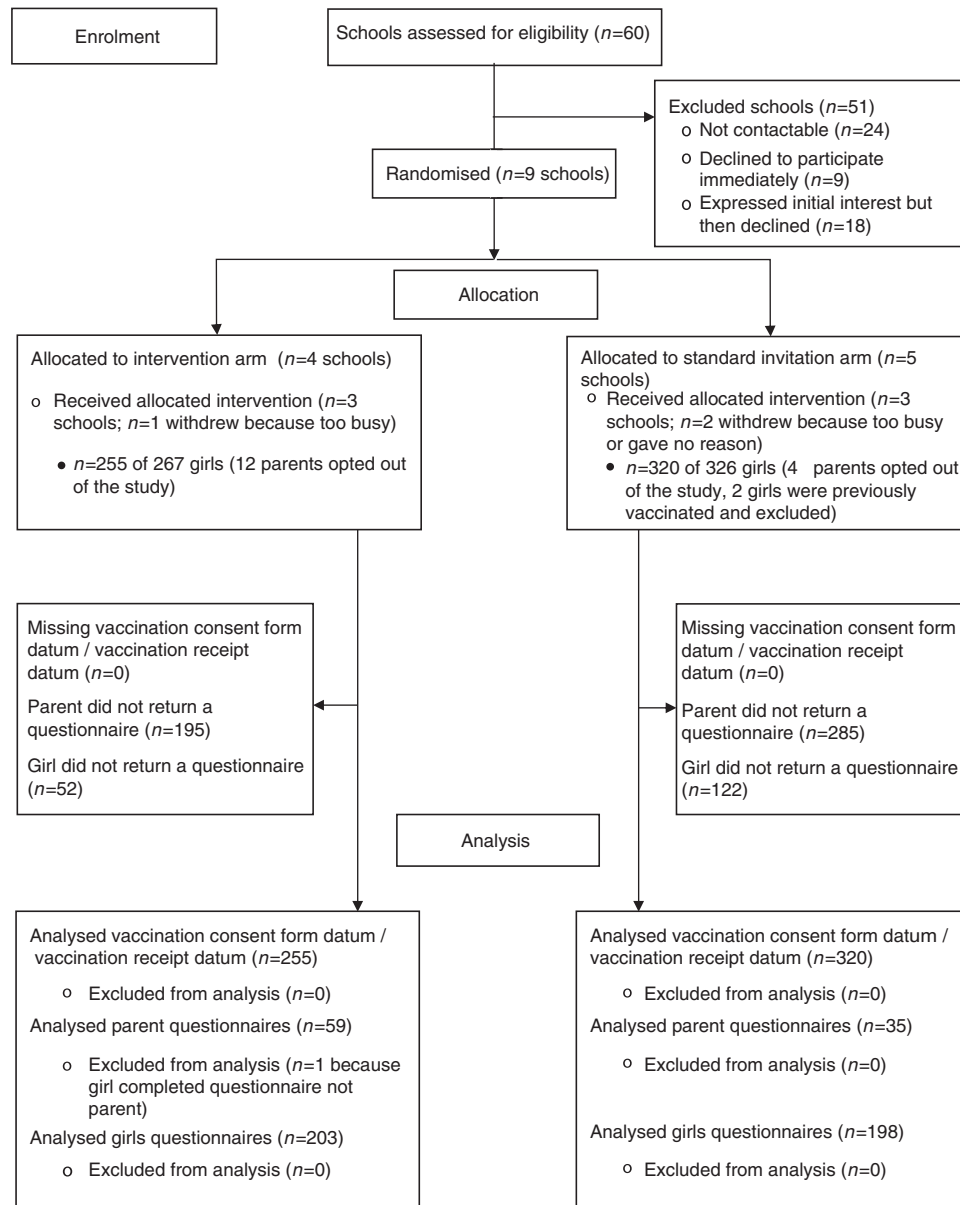 Enrolment
Schools assessed for eligibility (n=60)
Excluded schools (n=51)
o Not contactable (n=24)
o Declined to participate
immediately (n=9)
o Expressed initial interest but
then declined (n=18)
Randomised (n=9 schools)
Allocation
Allocated to intervention arm (n=4 schools)
o Received allocated intervention (n=3
schools; n=1 withdrew because too busy)
• n=255 of 267 girls (12 parents opted out
of the study)
Allocated to standard invitation arm (n=5
schools)
o Received allocated intervention (n=3
schools; n=2 withdrew because too busy
or gave no reason)
• n=320 of 326 girls (4 parents opted out
of the study, 2 girls were previously
vaccinated and excluded)
Missing vaccination consent form
datum / vaccination receipt
datum (n=0)
Parent did not return a
questionnaire (n=195)
Girl did not return a questionnaire
(n=52)
Missing vaccination consent form
datum / vaccination receipt
datum (n=0)
Parent did not return a
questionnaire (n=285)
Girl did not return a questionnaire
(n=122)
Analysis
Analysed vaccination consent form datum /
vaccination receipt datum (n=255)
o Excluded from analysis (n=0)
Analysed parent questionnaires (n=59)
o Excluded from analysis (n=1 because
girl completed questionnaire not
parent)
Analysed girls questionnaires (n=203)
o Excluded from analysis (n=0)
Analysed vaccination consent form datum /
vaccination receipt datum (n=320)
o Excluded from analysis (n=0)
Analysed parent questionnaires (n=35)
o Excluded from analysis (n=0)
Analysed girls questionnaires (n=198)
o Excluded from analysis (n=0)